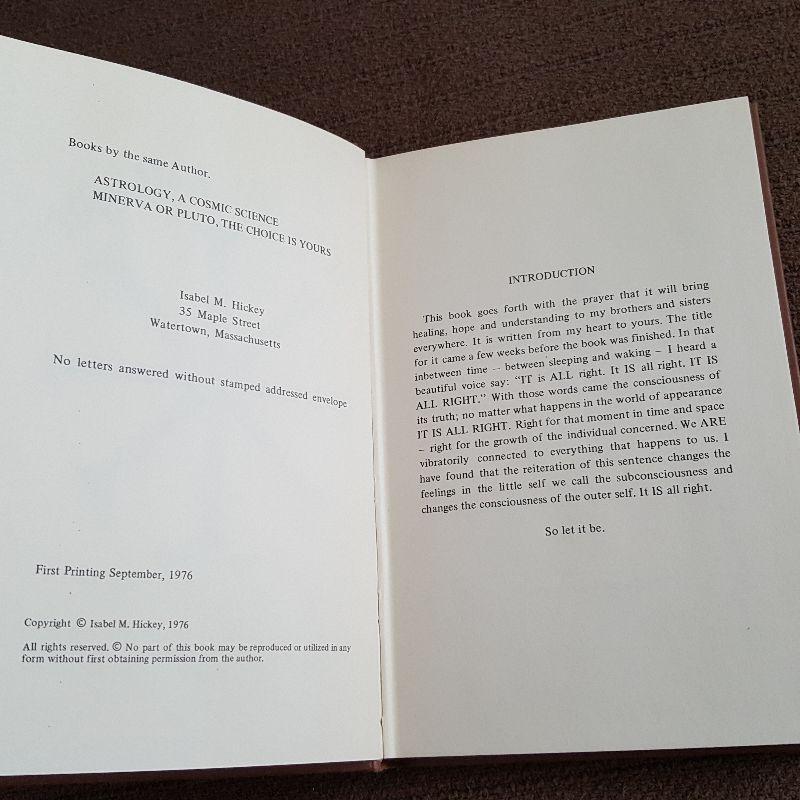 Books by the same Author.
ASTROLOGY, A COSMIC SCIENCE
MINERVA OR PLUTO, THE CHOICE IS YOURS
Isabel M. Hickey
35 Maple Street
Watertown, Massachusetts
No letters answered without stamped addressed envelope
First Printing September, 1976
Copyright © Isabel M. Hickey, 1976
All rights reserved. © No part of this book may be reproduced or utilized in any
form without first obtaining permission from the author.
INTRODUCTION
This book goes forth with the prayer that it will bring
healing, hope and understanding to my brothers and sisters
everywhere. It is written from my heart to yours. The title
for it came a few weeks before the book was finished. In that
inbetween time -- between sleeping and waking – I heard a
beautiful voice say: "IT is ALL right. It IS all right. IT IS
ALL RIGHT." With those words came the consciousness of
its truth; no matter what happens in the world of appearance
IT IS ALL RIGHT. Right for that moment in time and space
– right for the growth of the individual concerned. We ARE
vibratorily connected to everything that happens to us. I
have found that the reiteration of this sentence changes the
feelings in the little self we call the subconsciousness and
changes the consciousness of the outer self. It IS all right.
So let it be.